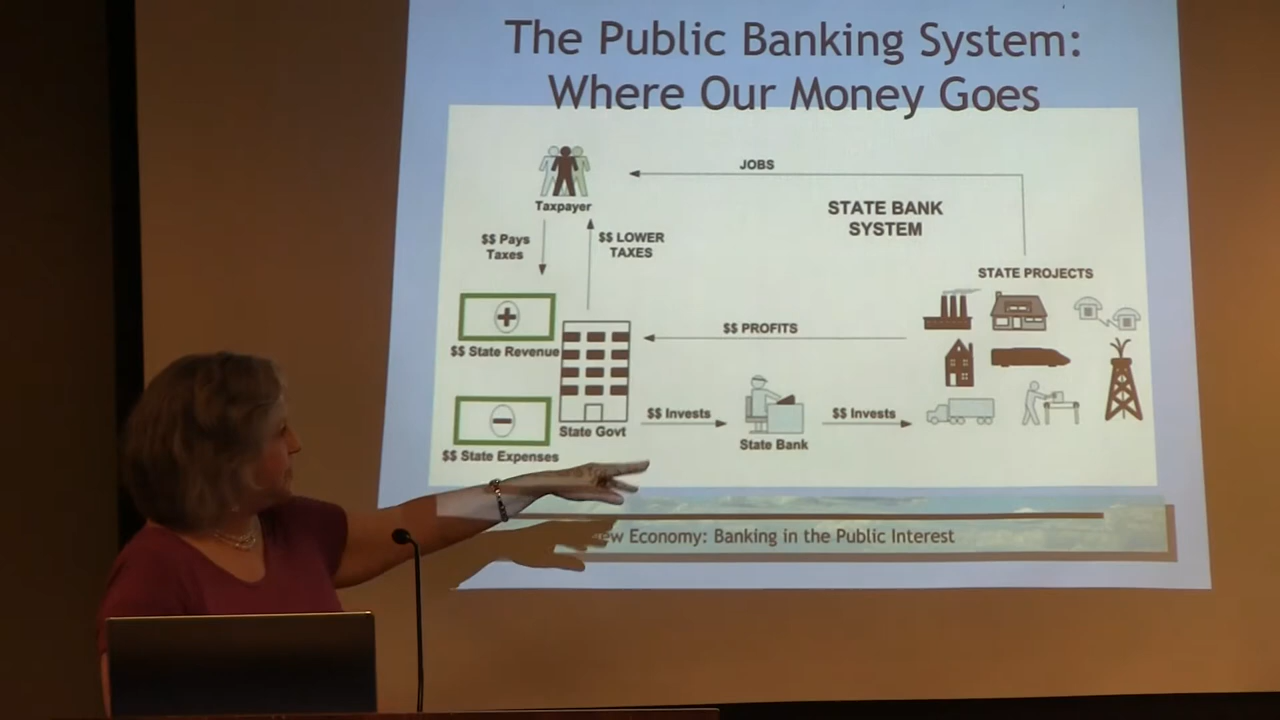 The Public Banking System:
Where Our Money Goes
JOBS
Taxpayer
STATE BANK
SYSTEM
$$ Pays
Taxes
$$ LOWER
TAXES
STATE PROJECTS
$$ PROFITS
$$ State Revenue
$$ Invests
$$ Invests
State Govt
State Bank
$$ State Expenses
Economy: Banking in the Public Interest